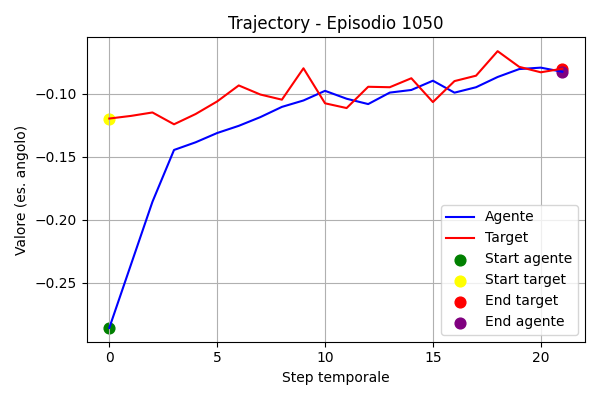 Trajectory - Episodio 1050
Valore (es. angolo)
−0.10
−0.15
−0.20
−0.25
0
5
10
15
20
Step temporale
Agente
Target
Start agente
Start target
End target
End agente